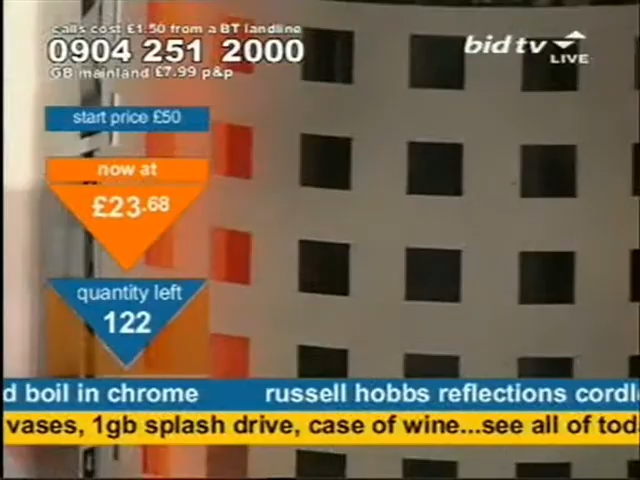 calls cost £1.50 from a BT landline
0904 251 2000
GB mainland £7.99 p&p
bid tv
LIVE
start price £50
now at
£23.68
quantity left
122
d boil in chrome russell hobbs reflections cordl
vases, 1gb splash drive, case of wine...see all of tod